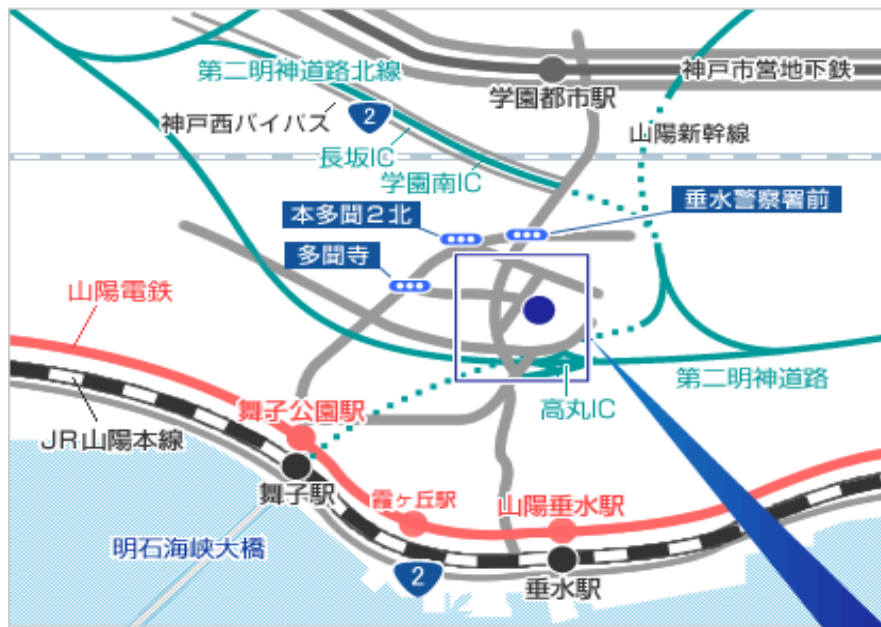 第二明神道路北線
神戸市営地下鉄
学園都市駅
神戸西バイパス
2
山陽新幹線
長坂IC
学園南IC
垂水警察署前
本多聞2北
多聞寺
山陽電鉄
第二明神道路
高丸IC
舞子公園駅
JR山陽本線
舞子駅
霞ヶ丘駅
山陽垂水駅
明石海峡大橋
2
垂水駅